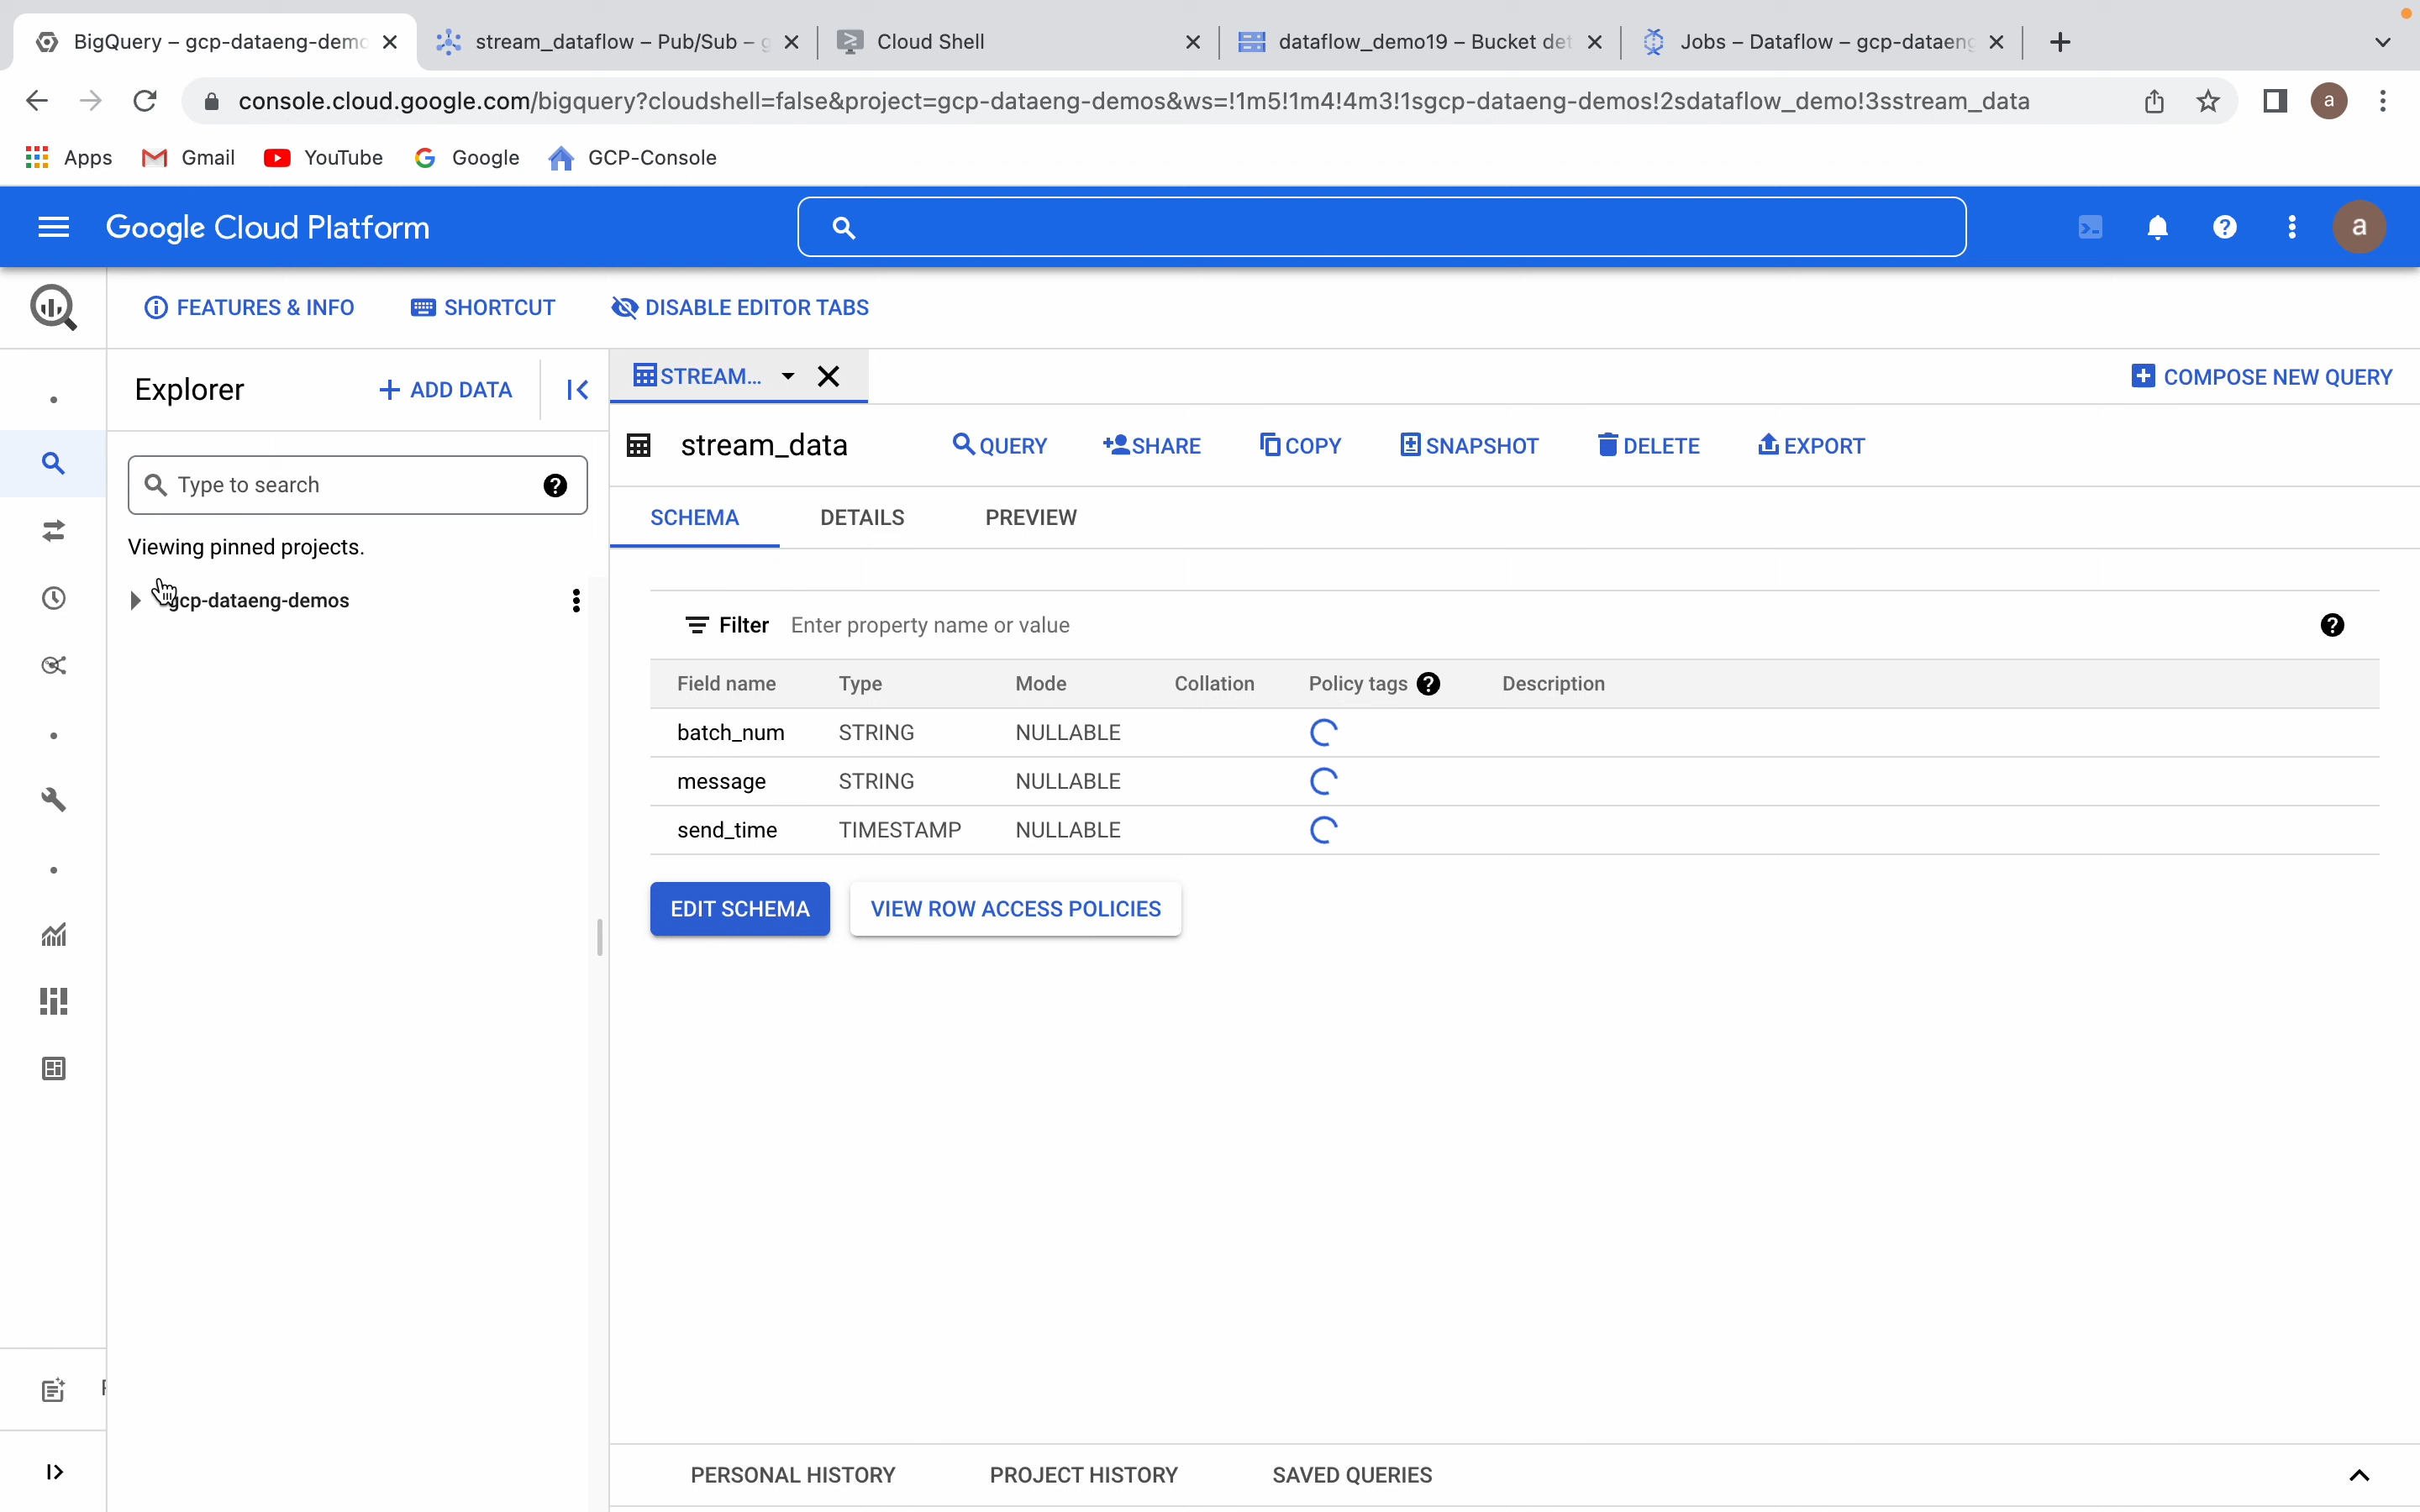 BigQuery – gcp-dataeng-demo
stream_dataflow – Pub/Sub – g
Cloud Shell
dataflow_demo19 – Bucket det
Jobs – Dataflow – gcp-dataeng
console.cloud.google.com/bigquery?cloudshell=false&project=gcp-dataeng-demos&ws=!1m5!1m4!4m3!1sgcp-dataeng-demos!2sdataflow_demo!3sstream_data
a
Apps
Gmail
YouTube
Google
GCP-Console
Google Cloud Platform
a
FEATURES & INFO
SHORTCUT
DISABLE EDITOR TABS
Explorer
+ ADD DATA
STREAM...
COMPOSE NEW QUERY
stream_data
QUERY
SHARE
COPY
SNAPSHOT
DELETE
EXPORT
Type to search
SCHEMA
DETAILS
PREVIEW
Viewing pinned projects.
gcp-dataeng-demos
Filter Enter property name or value
Field name Type Mode Collation Policy tags Description
batch_num STRING NULLABLE
message STRING NULLABLE
send_time TIMESTAMP NULLABLE
EDIT SCHEMA
VIEW ROW ACCESS POLICIES
PERSONAL HISTORY
PROJECT HISTORY
SAVED QUERIES